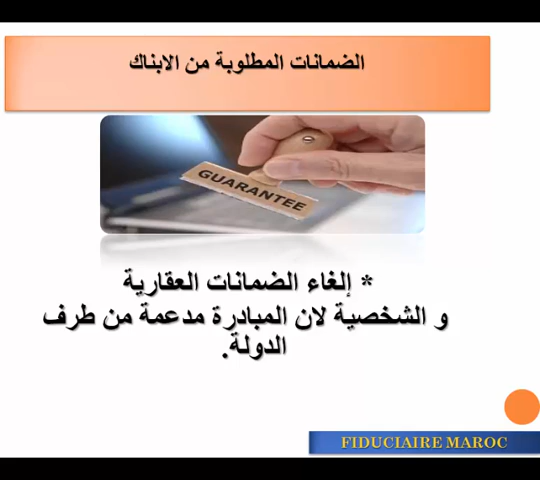 الضمانات المطلوبة من الابناك
GUARANTEE
* إلغاء الضمانات العقارية
و الشخصية لان المبادرة مدعمة من طرف
الدولة.
FIDUCIAIRE MAROC